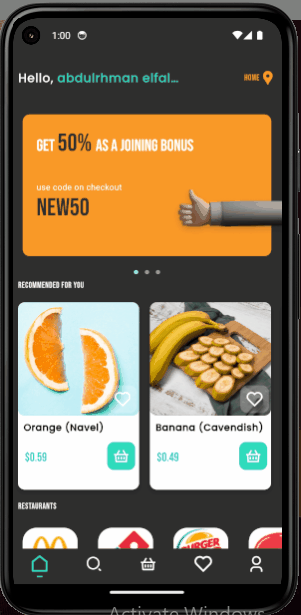 1:00
Hello, abdulrhman elfal...
HOME
GET 50% AS A JOINING BONUS
use code on checkout
NEW50
RECOMMENDED FOR YOU
Orange (Navel)
Banana (Cavendish)
$0.59
$0.49
RESTAURANTS
BURGER
Activate Windows